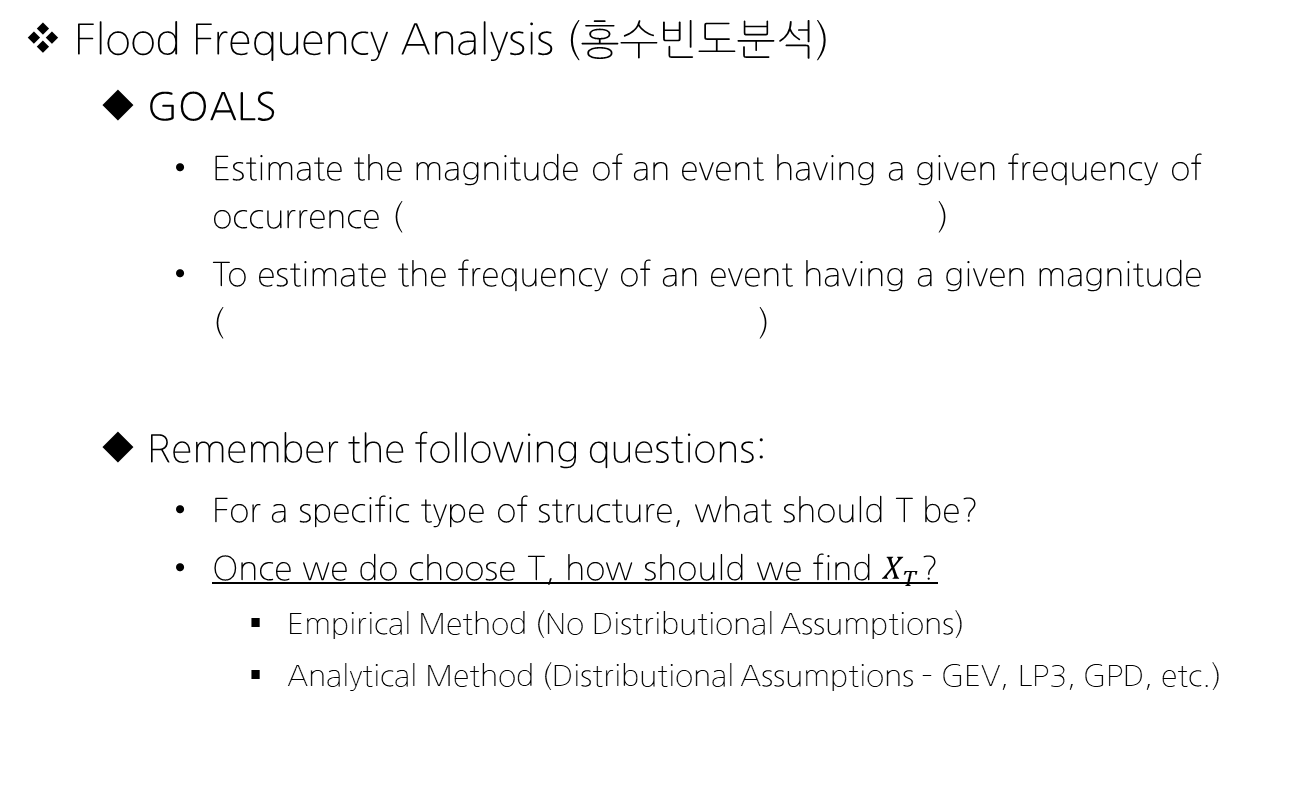 ❖ Flood Frequency Analysis (홍수빈도분석)
◆ GOALS
• Estimate the magnitude of an event having a given frequency of
occurrence ( )
• To estimate the frequency of an event having a given magnitude
( )
◆ Remember the following questions:
• For a specific type of structure, what should T be?
• Once we do choose T, how should we find X_T ?
▪ Empirical Method (No Distributional Assumptions)
▪ Analytical Method (Distributional Assumptions - GEV, LP3, GPD, etc.)